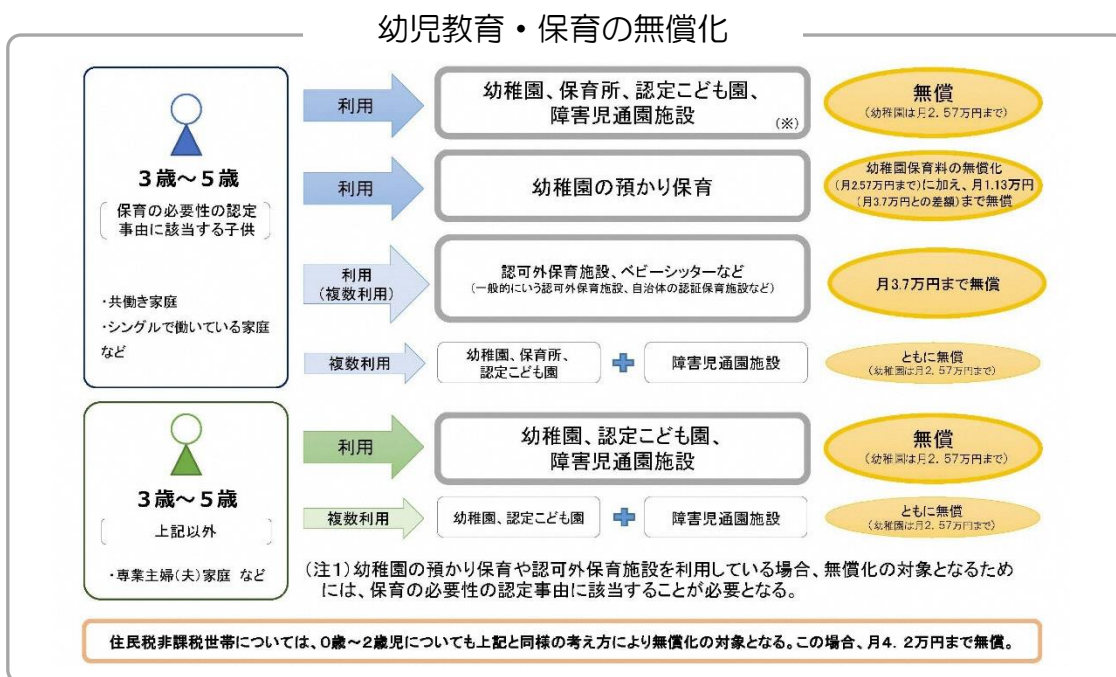 幼児教育・保育の無償化
3歳～5歳
保育の必要性の認定
事由に該当する子供
・共働き家庭
・シングルで働いている家庭
など
利用
幼稚園、保育所、認定こども園、
障害児通園施設
(※)
無償
(幼稚園は月2.57万円まで)
利用
幼稚園の預かり保育
幼稚園保育料の無償化
(月2.57万円まで)に加え、月1.13万円
(月3.7万円との差額)まで無償
利用
(複数利用)
認可外保育施設、ベビーシッターなど
(一般的にいう認可外保育施設、自治体の認証保育施設など)
月3.7万円まで無償
複数利用
幼稚園、保育所、
認定こども園
+
障害児通園施設
ともに無償
(幼稚園は月2.57万円まで)
3歳～5歳
上記以外
・専業主婦(夫)家庭 など
利用
幼稚園、認定こども園、
障害児通園施設
無償
(幼稚園は月2.57万円まで)
複数利用
幼稚園、認定こども園
+
障害児通園施設
ともに無償
(幼稚園は月2.57万円まで)
(注1)幼稚園の預かり保育や認可外保育施設を利用している場合、無償化の対象となるため
には、保育の必要性の認定事由に該当することが必要となる。
住民税非課税世帯については、0歳～2歳児についても上記と同様の考え方により無償化の対象となる。この場合、月4.2万円まで無償。